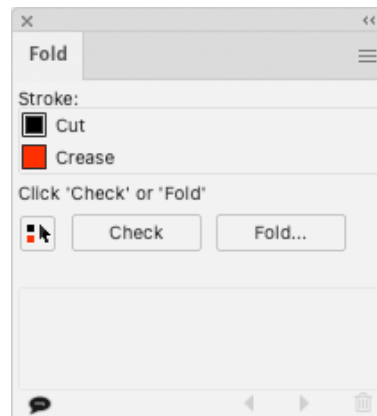 Fold
Stroke:
Cut
Crease
Click 'Check' or 'Fold'
Check
Fold...